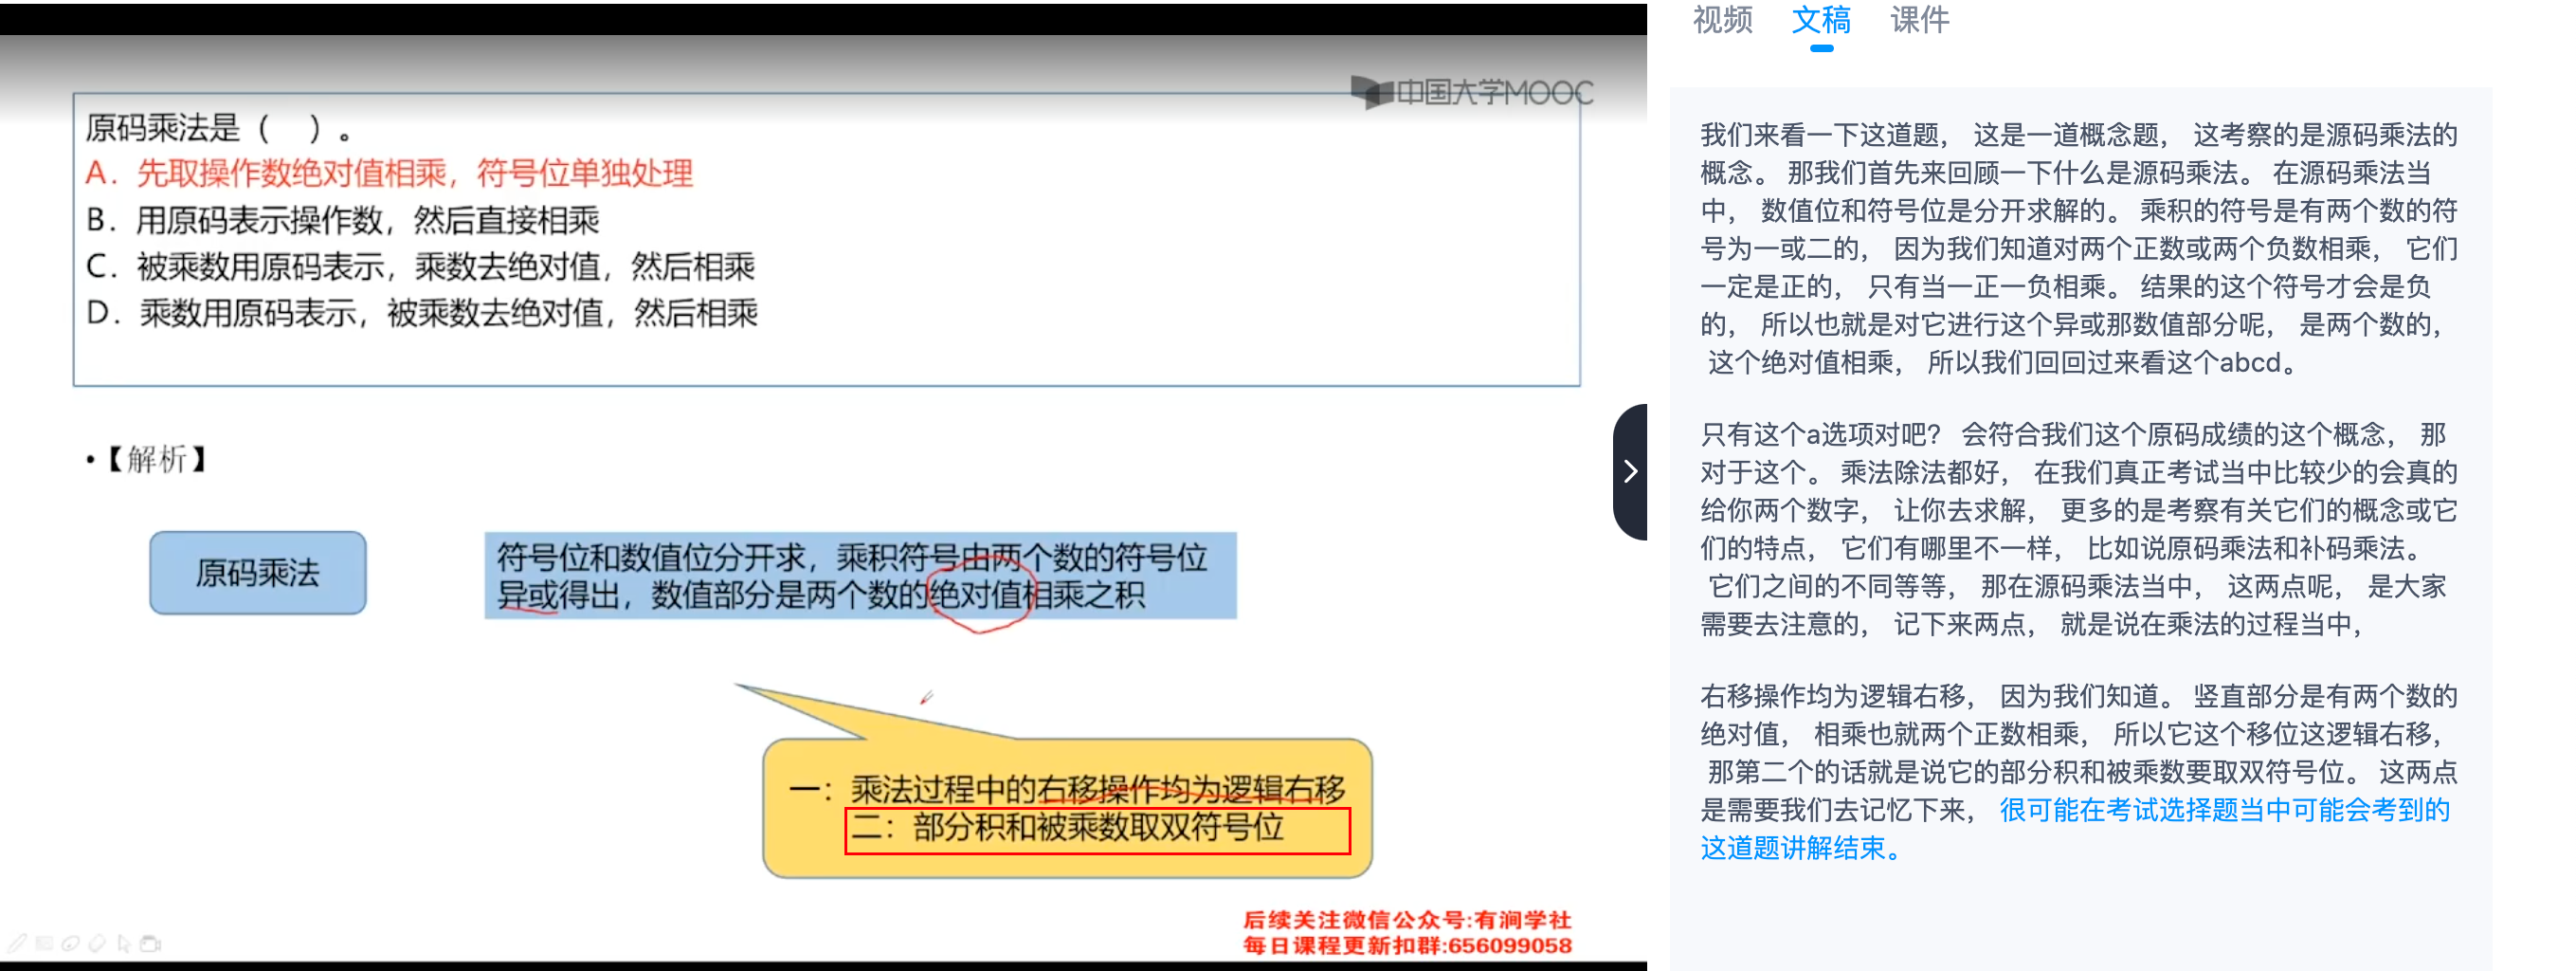 中国大学MOOC
原码乘法是（　）。
A．先取操作数绝对值相乘，符号位单独处理
B．用原码表示操作数，然后直接相乘
C．被乘数用原码表示，乘数去绝对值，然后相乘
D．乘数用原码表示，被乘数去绝对值，然后相乘
•【解析】
原码乘法
符号位和数值位分开求，乘积符号由两个数的符号位
异或得出，数值部分是两个数的绝对值相乘之积
一：乘法过程中的右移操作均为逻辑右移
二：部分积和被乘数取双符号位
后续关注微信公众号:有涧学社
每日课程更新扣群:656099058
视频 文稿 课件
我们来看一下这道题， 这是一道概念题， 这考察的是源码乘法的
概念。 那我们首先来回顾一下什么是源码乘法。 在源码乘法当
中， 数值位和符号位是分开求解的。 乘积的符号是有两个数的符
号为一或二的， 因为我们知道对两个正数或两个负数相乘， 它们
一定是正的， 只有当一正一负相乘。 结果的这个符号才会是负
的， 所以也就是对它进行这个异或那数值部分呢， 是两个数的，
这个绝对值相乘， 所以我们回回过来看这个abcd。
只有这个a选项对吧？ 会符合我们这个原码成绩的这个概念， 那
对于这个。 乘法除法都好， 在我们真正考试当中比较少的会真的
给你两个数字， 让你去求解， 更多的是考察有关它们的概念或它
们的特点， 它们有哪里不一样， 比如说原码乘法和补码乘法。
它们之间的不同等等， 那在源码乘法当中， 这两点呢， 是大家
需要去注意的， 记下来两点， 就是说在乘法的过程当中，
右移操作均为逻辑右移， 因为我们知道。 竖直部分是有两个数的
绝对值， 相乘也就两个正数相乘， 所以它这个移位这逻辑右移，
那第二个的话就是说它的部分积和被乘数要取双符号位。 这两点
是需要我们去记忆下来， 很可能在考试选择题当中可能会考到的
这道题讲解结束。